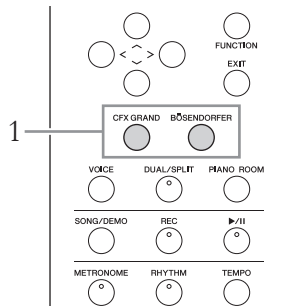 FUNCTION
EXIT
1
CFX GRAND BÖSENDORFER
VOICE DUAL/SPLIT PIANO ROOM
SONG/DEMO REC ►/II
METRONOME RHYTHM TEMPO